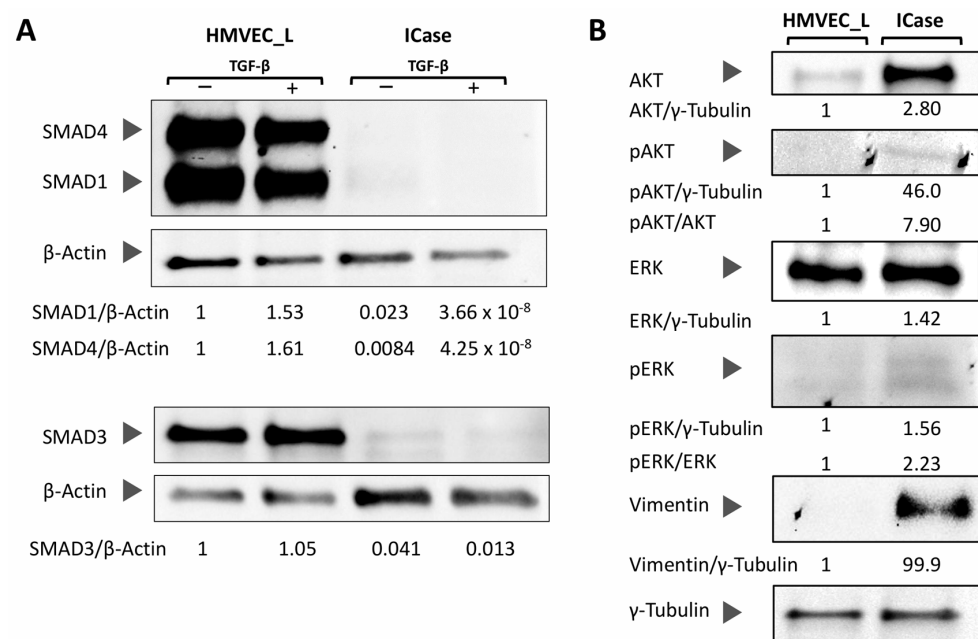 A
HMVEC_L ICase
TGF-β TGF-β
− + − +
SMAD4
SMAD1
β-Actin
SMAD1/β-Actin 1 1.53 0.023 3.66 x 10⁻⁸
SMAD4/β-Actin 1 1.61 0.0084 4.25 x 10⁻⁸
SMAD3
β-Actin
SMAD3/β-Actin 1 1.05 0.041 0.013
B
HMVEC_L ICase
AKT
AKT/γ-Tubulin 1 2.80
pAKT
pAKT/γ-Tubulin 1 46.0
pAKT/AKT 1 7.90
ERK
ERK/γ-Tubulin 1 1.42
pERK
pERK/γ-Tubulin 1 1.56
pERK/ERK 1 2.23
Vimentin
Vimentin/γ-Tubulin 1 99.9
γ-Tubulin